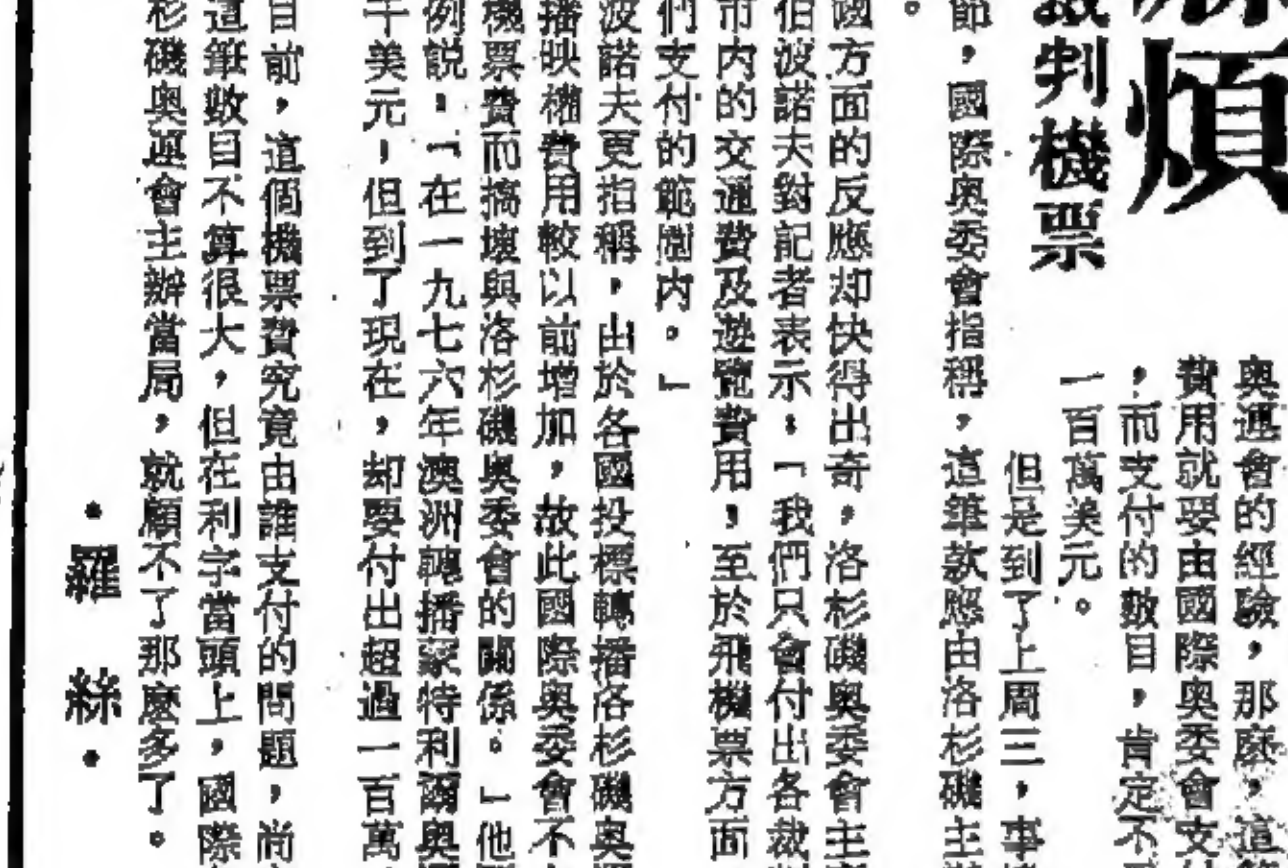 煩
裁判機票
奧運會的經驗，那麽，這
費用就要由國際奧委會支
，而支付的數目，肯定不
一百萬美元。
但是到了上周三，事
節，國際奧委會指稱，這筆款應由洛杉磯主
。
國方面的反應却快得出奇，洛杉磯奧委會主
伯波諾夫對記者表示，「我們只會付出各裁判
市內的交通費及遊覽費用，至於飛機票方面
們支付的範圍內。」
波諾夫更指稱，由於各國投標轉播洛杉磯奧
播映權費用較以前增加，故此國際奧委會不
機票費而搞壞與洛杉磯奧委會的關係。」他
例說，「在一九七六年澳洲轉播家特利爾奧
千美元，但到了現在，却要付出超過一百萬
目前，這個機票費究竟由誰支付的問題，尚
這筆數目不算很大，但在利字當頭上，國際
杉磯奧運會主辦當局，就顧不了那麽多了。
·羅絲·